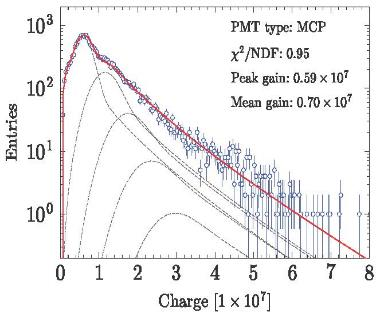 10³
PMT type: MCP
χ²/NDF: 0.95
10²
Peak gain: 0.59 × 10⁷
Mean gain: 0.70 × 10⁷
Entries
10¹
10⁰
0 1 2 3 4 5 6 7 8
Charge [1 × 10⁷]